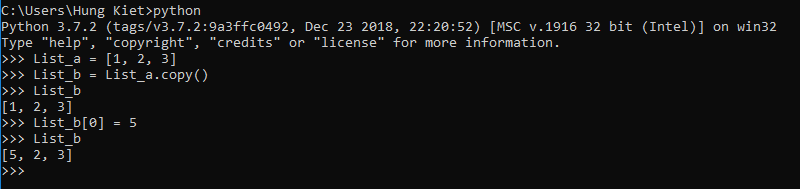 C:\Users\Hung Kiet>python
Python 3.7.2 (tags/v3.7.2:9a3ffc0492, Dec 23 2018, 22:20:52) [MSC v.1916 32 bit (Intel)] on win32
Type "help", "copyright", "credits" or "license" for more information.
>>> List_a = [1, 2, 3]
>>> List_b = List_a.copy()
>>> List_b
[1, 2, 3]
>>> List_b[0] = 5
>>> List_b
[5, 2, 3]
>>>